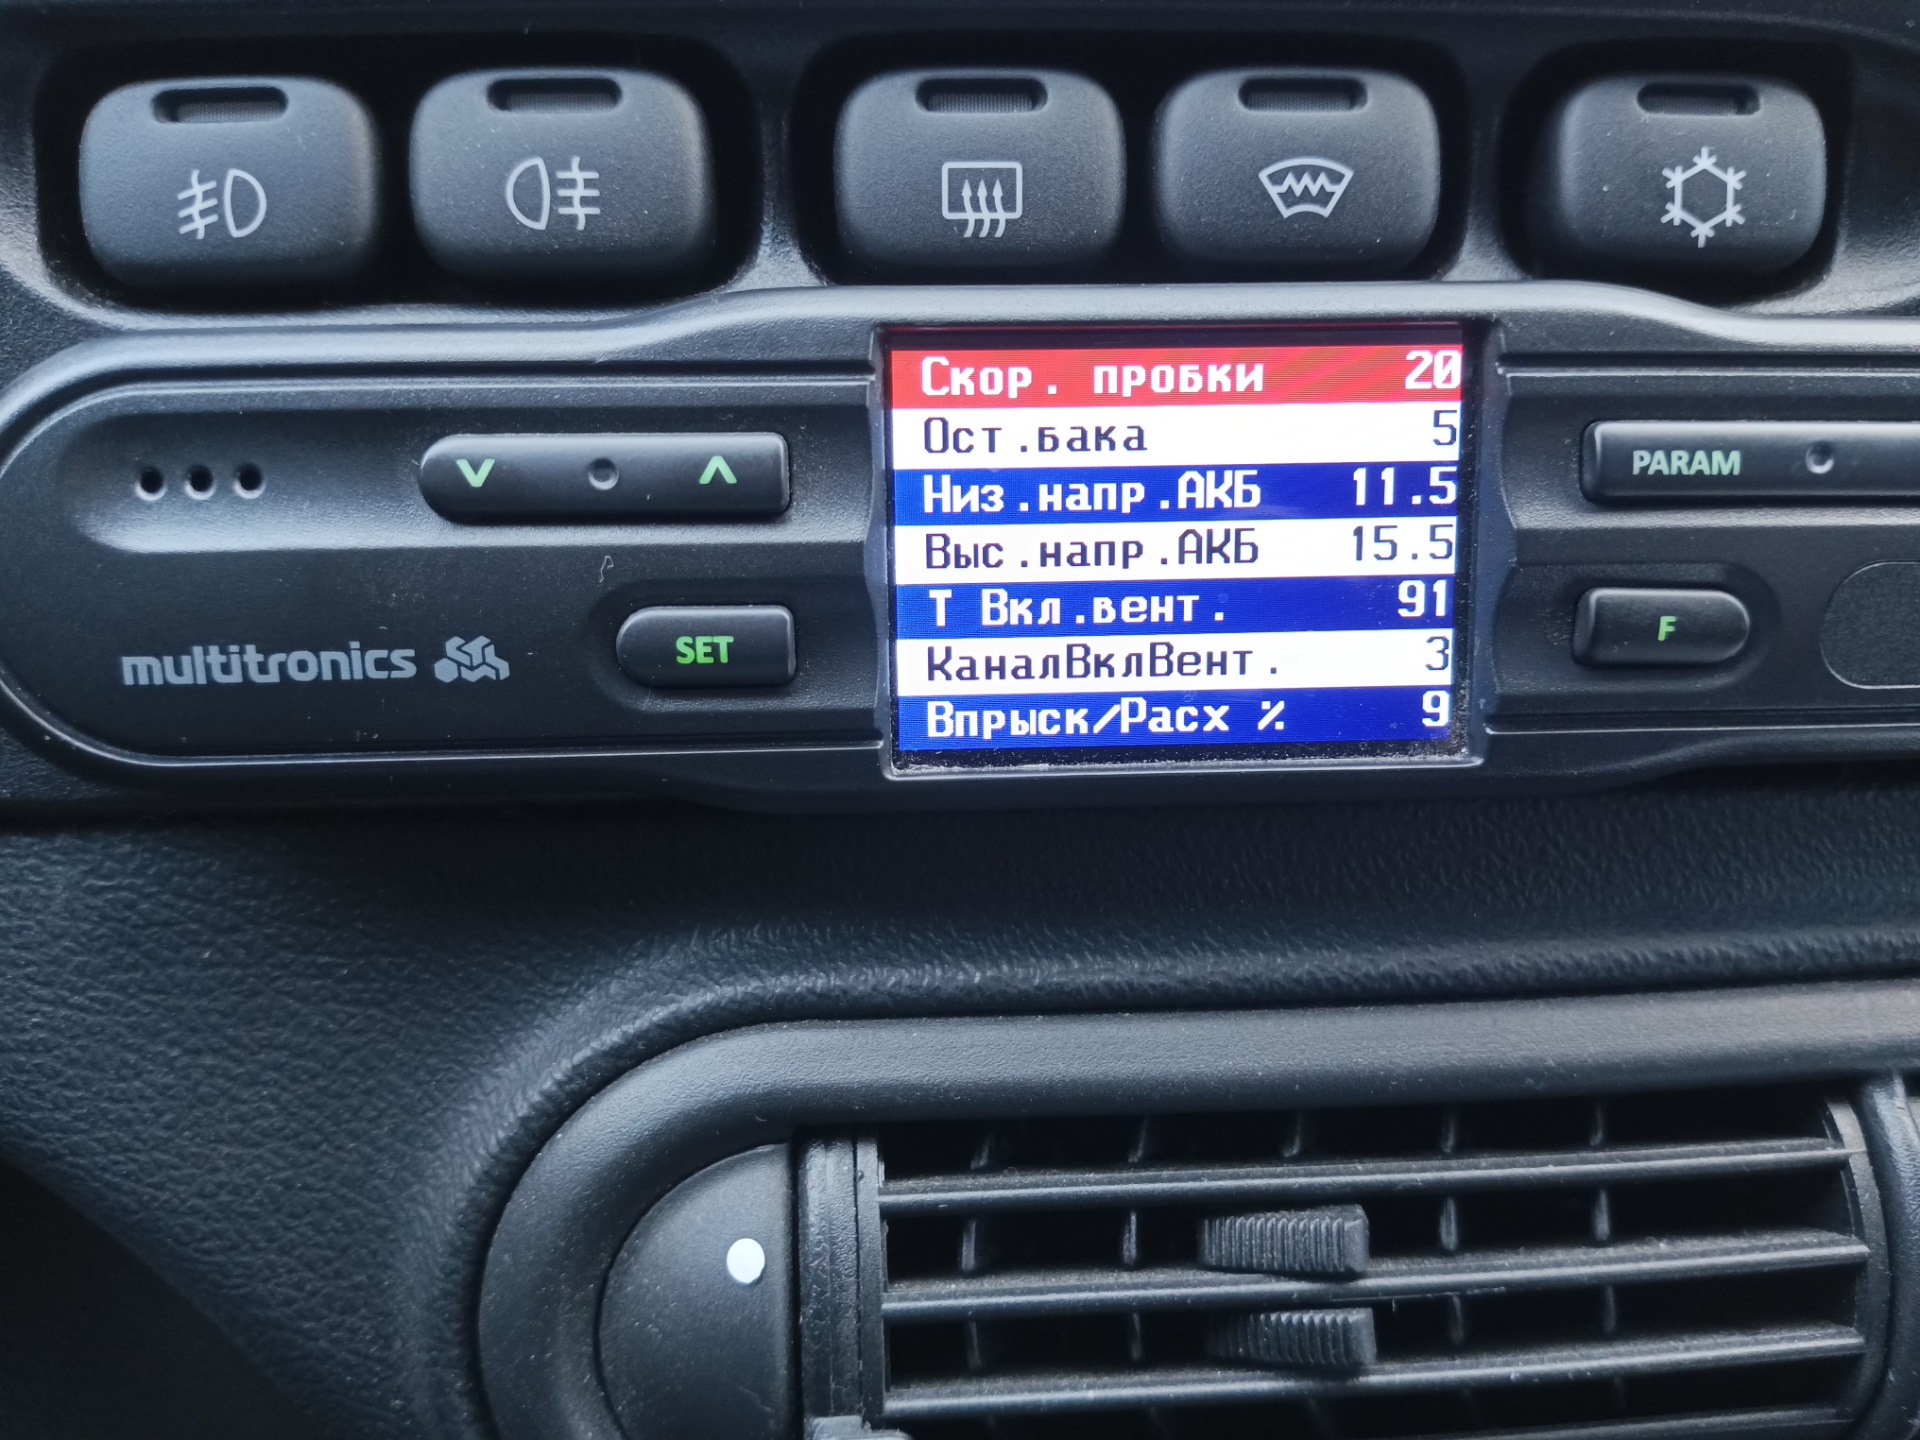 Скор. пробки 20
Ост.бака 5
Низ.напр.АКБ 11.5
Выс.напр.АКБ 15.5
Т Вкл.вент. 91
КаналВклВент. 3
Впрыск/Расх % 9
multitronics
SET
PARAM
F